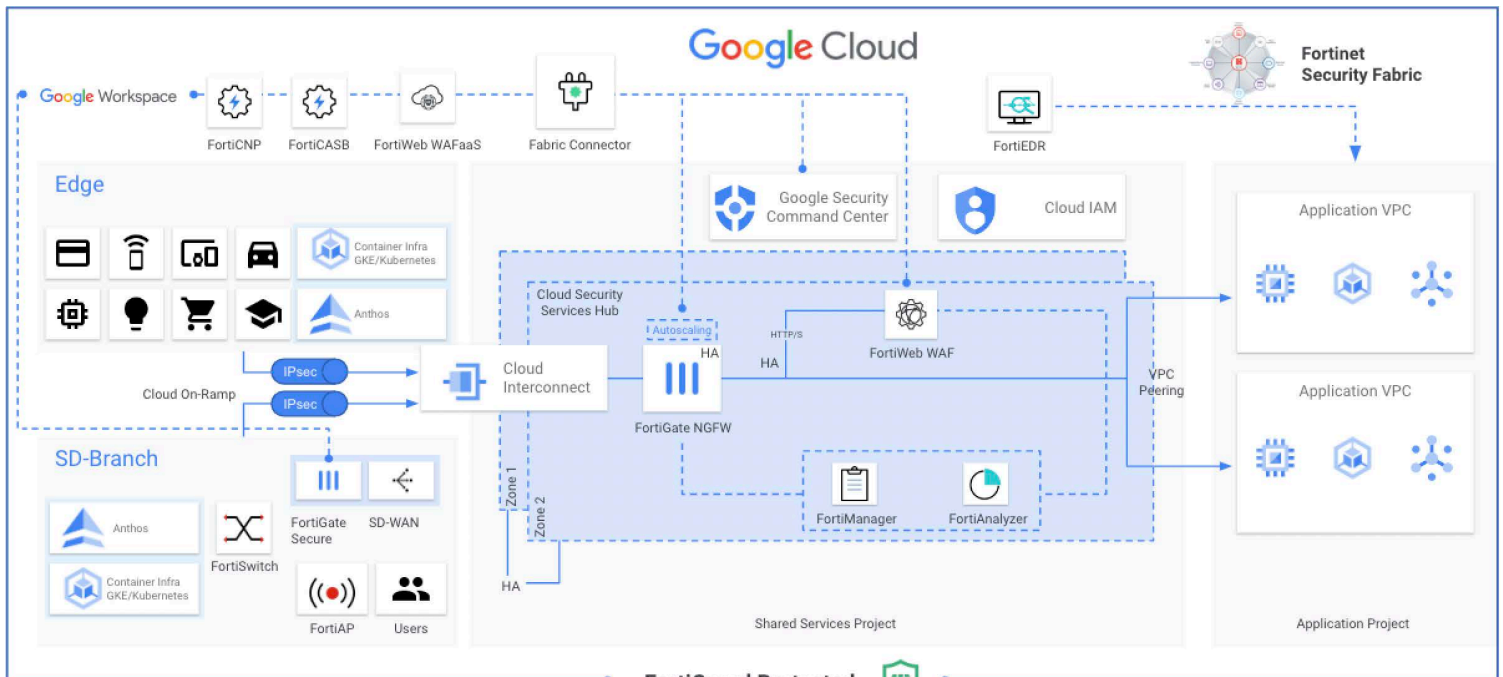 Google Cloud
Fortinet
Security Fabric
Google Workspace
FortiCNP
FortiCASB
FortiWeb WAFaaS
Fabric Connector
FortiEDR
Edge
Container Infra
GKE/Kubernetes
Anthos
Google Security
Command Center
Cloud IAM
Application VPC
Cloud Security
Services Hub
Autoscaling
HA
HTTP/S
HA
FortiWeb WAF
IPsec
Cloud On-Ramp
IPsec
Cloud
Interconnect
FortiGate NGFW
VPC
Peering
Application VPC
SD-Branch
Anthos
Container Infra
GKE/Kubernetes
FortiSwitch
FortiGate
Secure
SD-WAN
FortiAP
Users
Zone 1
Zone 2
HA
FortiManager
FortiAnalyzer
Shared Services Project
Application Project